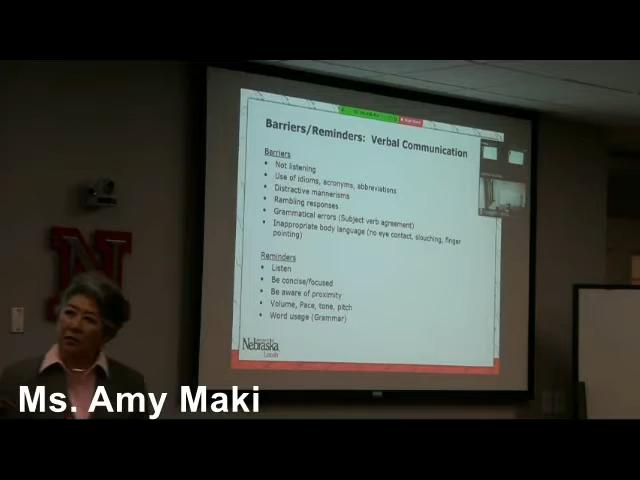 Barriers/Reminders: Verbal Communication
Barriers
• Not listening
• Use of idioms, acronyms, abbreviations
• Distractive mannerisms
• Rambling responses
• Grammatical errors (Subject verb agreement)
• Inappropriate body language (no eye contact, slouching, finger
pointing)
Reminders
• Listen
• Be concise/focused
• Be aware of proximity
• Volume, Pace, tone, pitch
• Word usage (Grammar)
Nebraska
Lincoln
N
Ms. Amy Maki